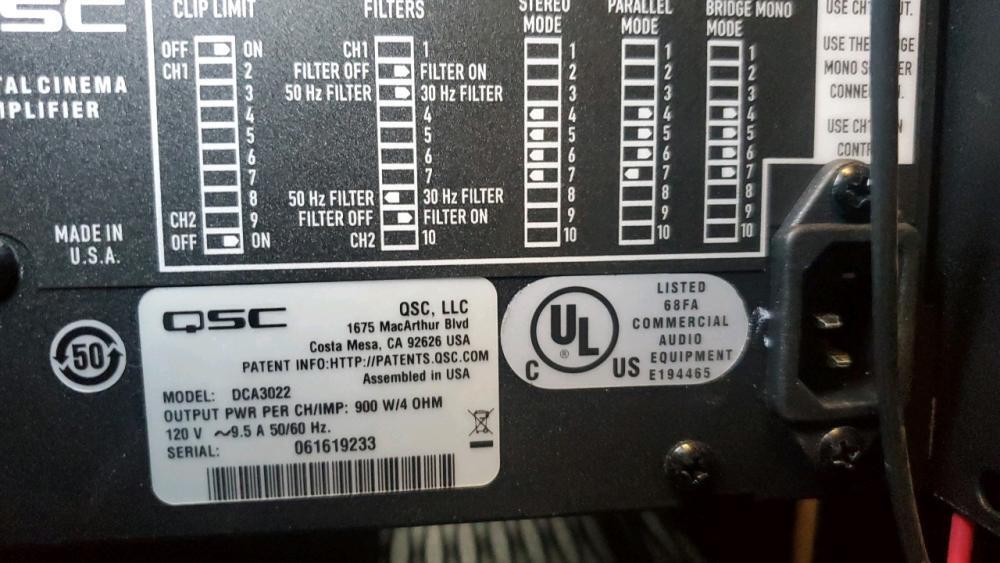 QSC
DIGITAL CINEMA
AMPLIFIER
CLIP LIMIT
OFF ON
CH1
1
2
3
4
5
6
7
8
CH2 9
OFF ON
FILTERS
CH1 1
FILTER OFF FILTER ON
50 Hz FILTER 30 Hz FILTER
4
5
6
7
50 Hz FILTER 30 Hz FILTER
FILTER OFF FILTER ON
CH2 10
STEREO
MODE
1
2
3
4
5
6
7
8
9
10
PARALLEL
MODE
1
2
3
4
5
6
7
8
9
10
BRIDGE MONO
MODE
1
2
3
4
5
6
7
8
9
10
USE CH
USE THE
MONO
USE CH
MADE IN
U.S.A.
50
QSC
QSC, LLC
1675 MacArthur Blvd
Costa Mesa, CA 92626 USA
PATENT INFO:HTTP://PATENTS.QSC.COM
Assembled in USA
MODEL: DCA3022
OUTPUT PWR PER CH/IMP: 900 W/4 OHM
120 V ~9.5 A 50/60 Hz.
SERIAL: 061619233
UL
®
C US
LISTED
68FA
COMMERCIAL
AUDIO
EQUIPMENT
E194465